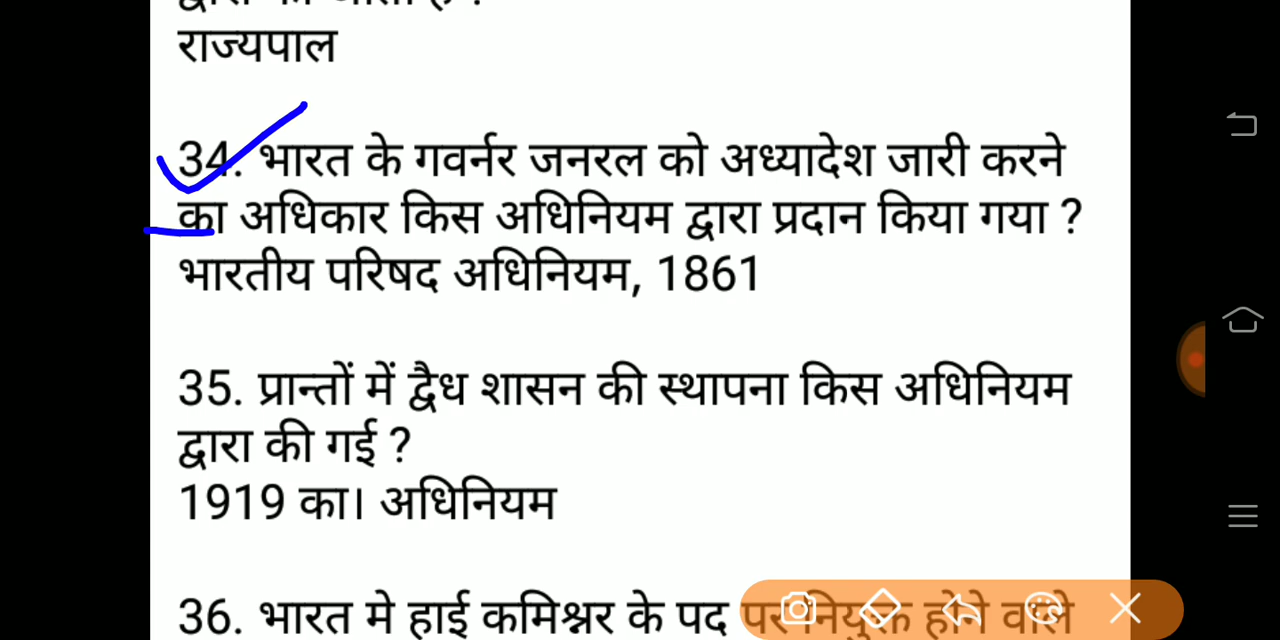 राज्यपाल
34. भारत के गवर्नर जनरल को अध्यादेश जारी करने
का अधिकार किस अधिनियम द्वारा प्रदान किया गया ?
भारतीय परिषद अधिनियम, 1861
35. प्रान्तों में द्वैध शासन की स्थापना किस अधिनियम
द्वारा की गई ?
1919 का। अधिनियम
36. भारत मे हाई कमिश्नर के पद पर नियुक्त होने वाले